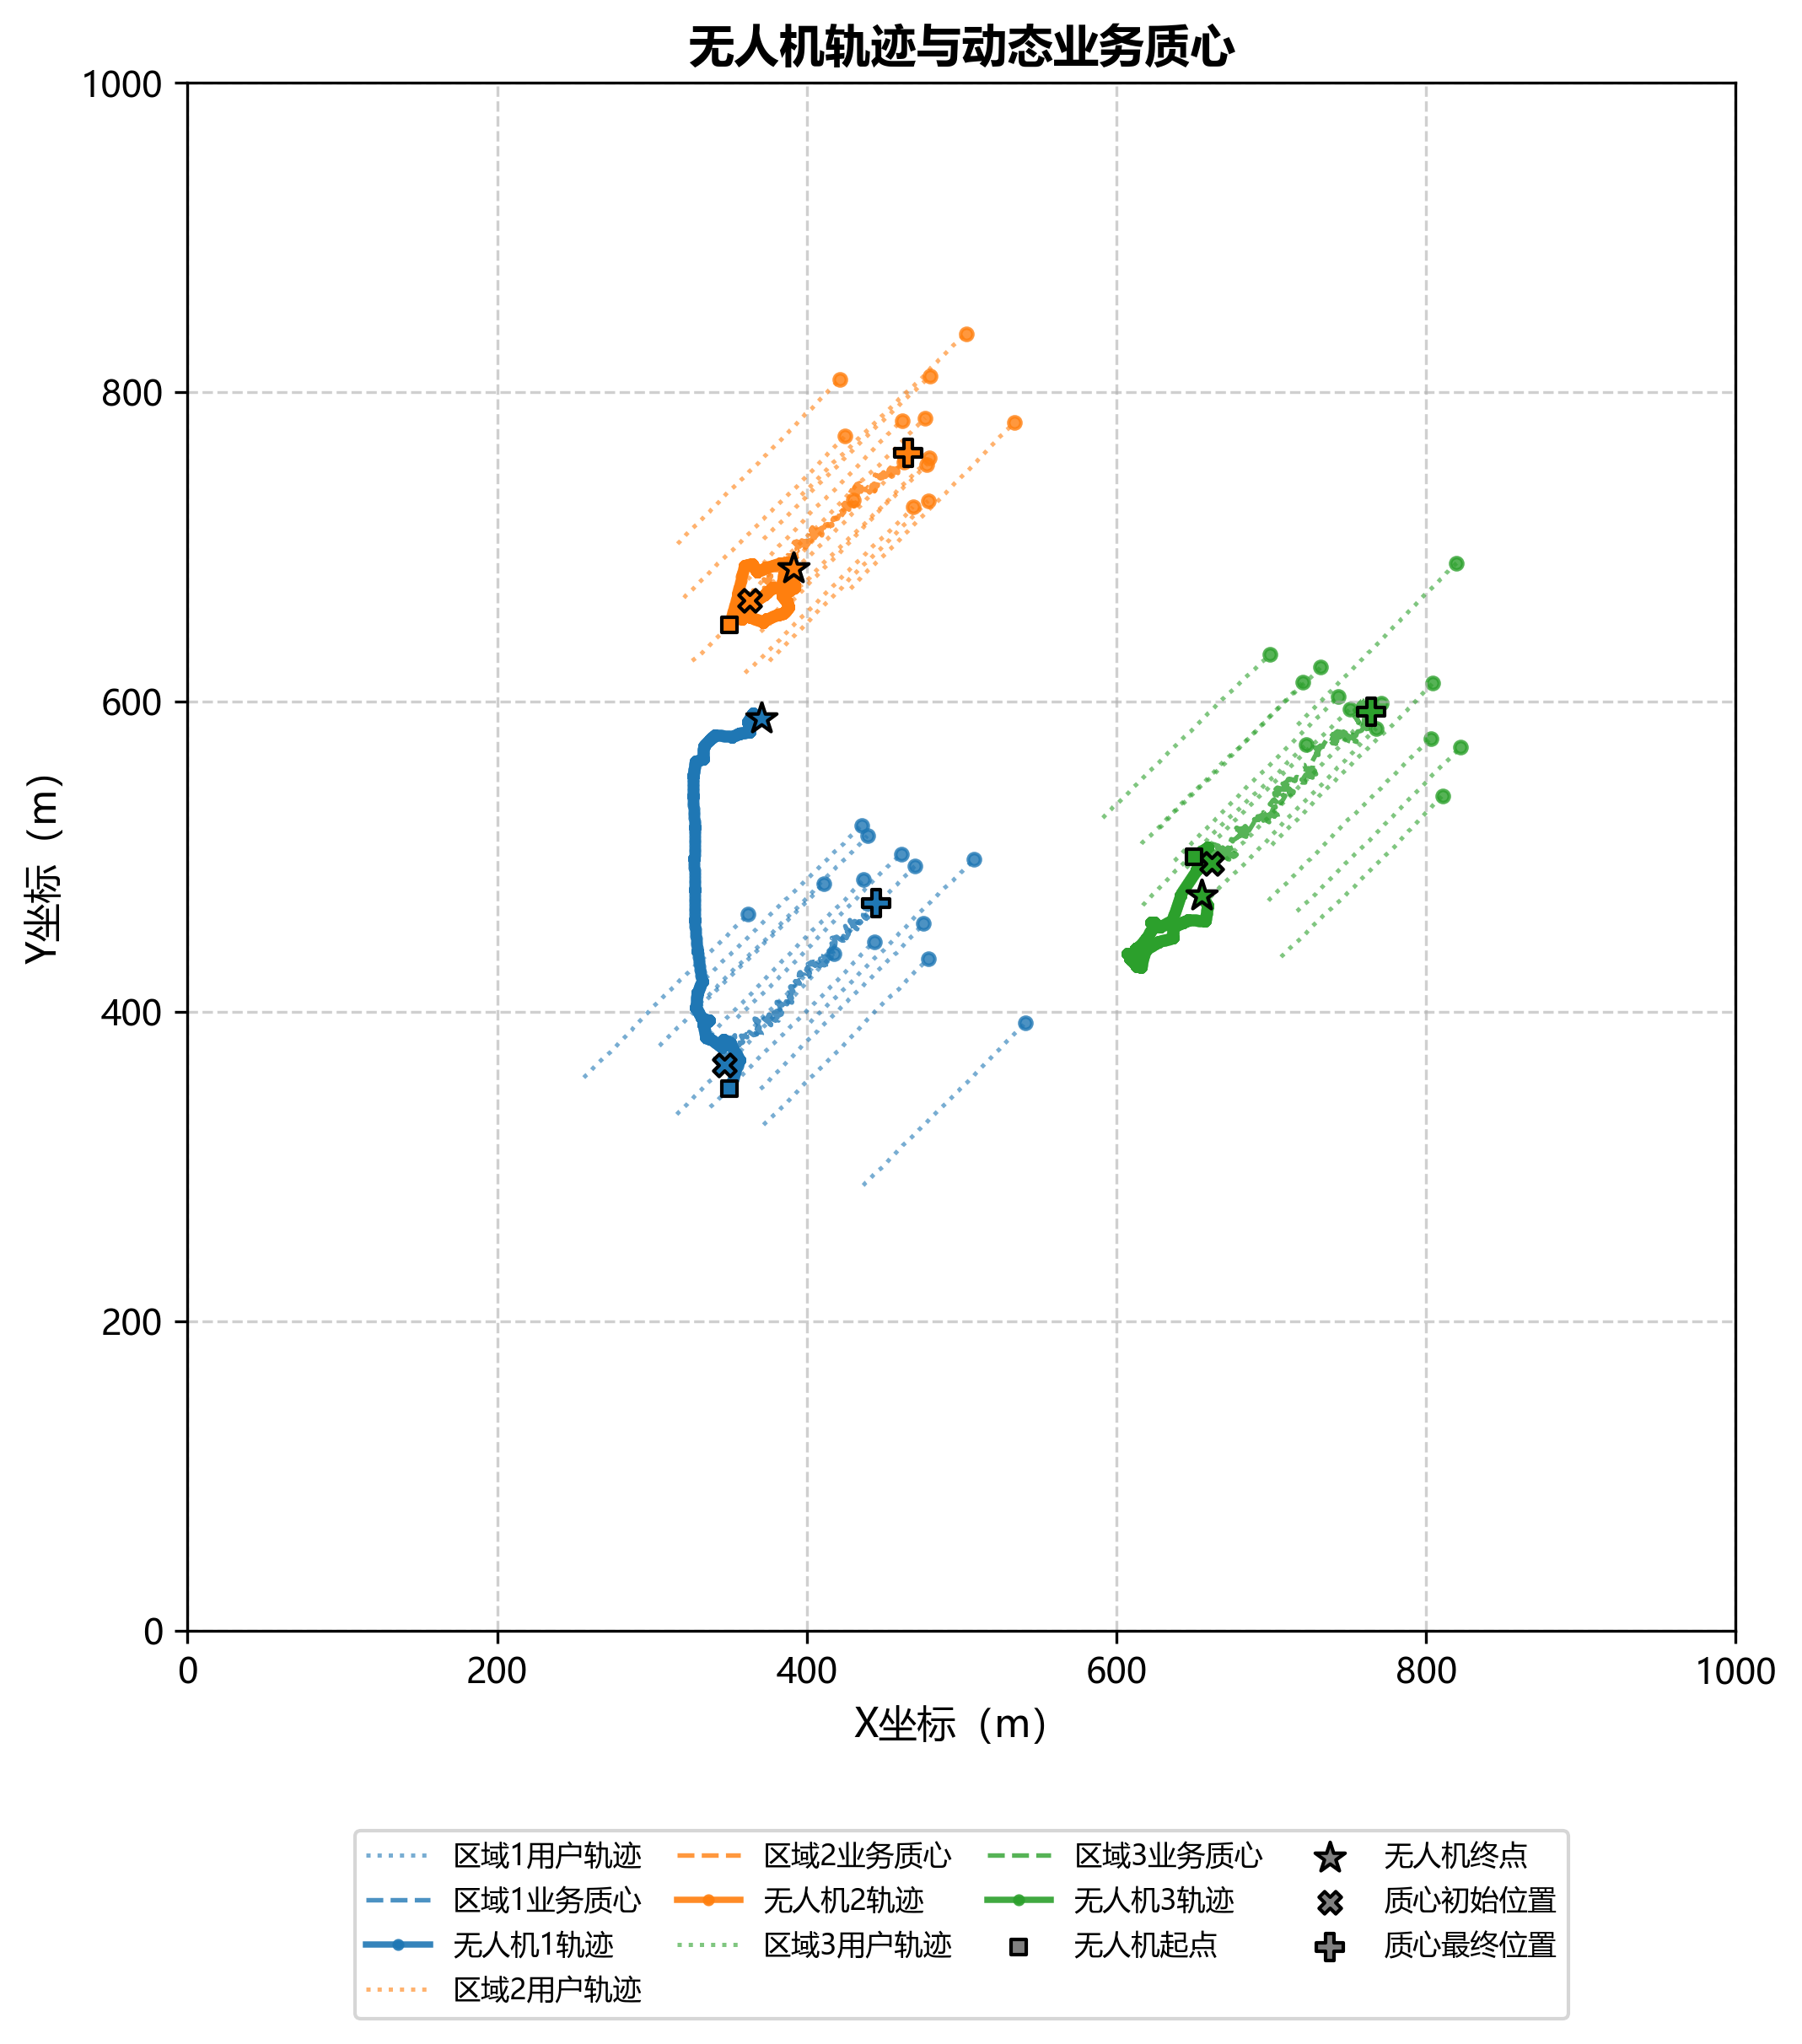 无人机轨迹与动态业务质心
1000
800
600
400
200
0
Y坐标（m）
0 200 400 600 800 1000
X坐标（m）
区域1用户轨迹 区域2业务质心 区域3业务质心 无人机终点
区域1业务质心 无人机2轨迹 无人机3轨迹 质心初始位置
无人机1轨迹 区域3用户轨迹 无人机起点 质心最终位置
区域2用户轨迹